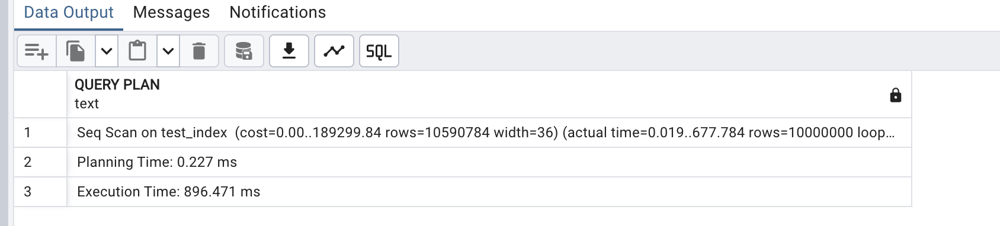 Data Output Messages Notifications
SQL
QUERY PLAN
text
1 Seq Scan on test_index (cost=0.00..189299.84 rows=10590784 width=36) (actual time=0.019..677.784 rows=10000000 loop...
2 Planning Time: 0.227 ms
3 Execution Time: 896.471 ms